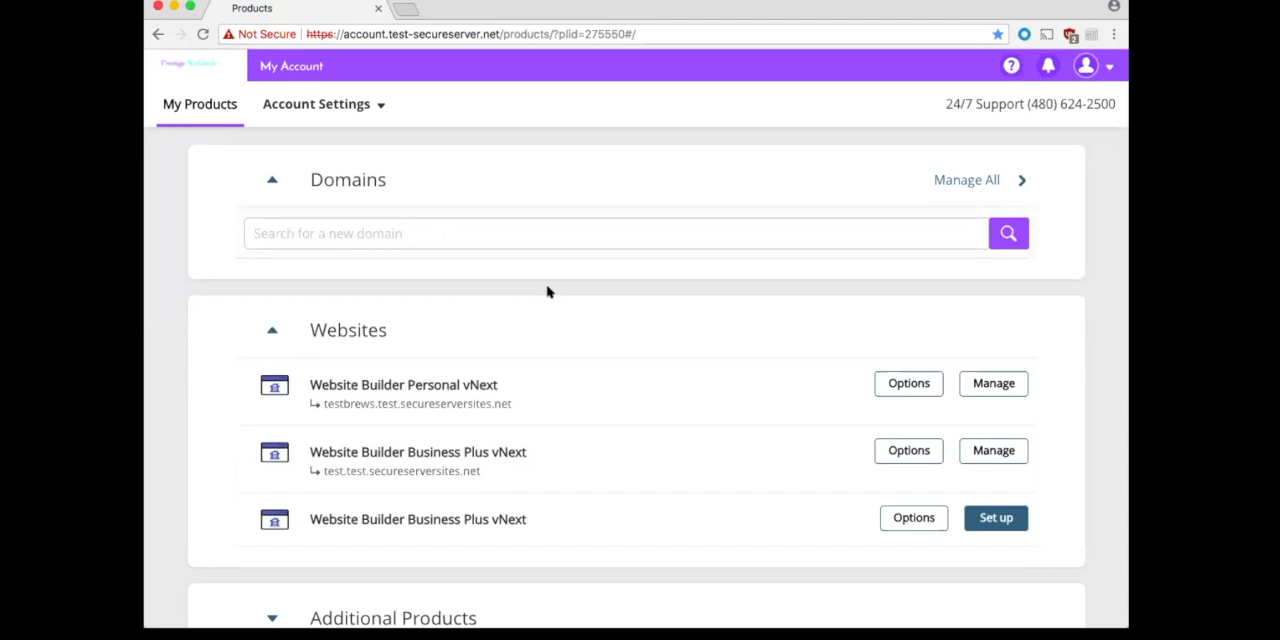 Products
Not Secure https://account.test-secureserver.net/products/?plid=275550#/
2
Prestige Worldwide
My Account
?
My Products
Account Settings
24/7 Support (480) 624-2500
Domains
Manage All
Search for a new domain
Websites
Website Builder Personal vNext
Options
Manage
testbrews.test.secureserversites.net
Website Builder Business Plus vNext
Options
Manage
test.test.secureserversites.net
Website Builder Business Plus vNext
Options
Set up
Additional Products